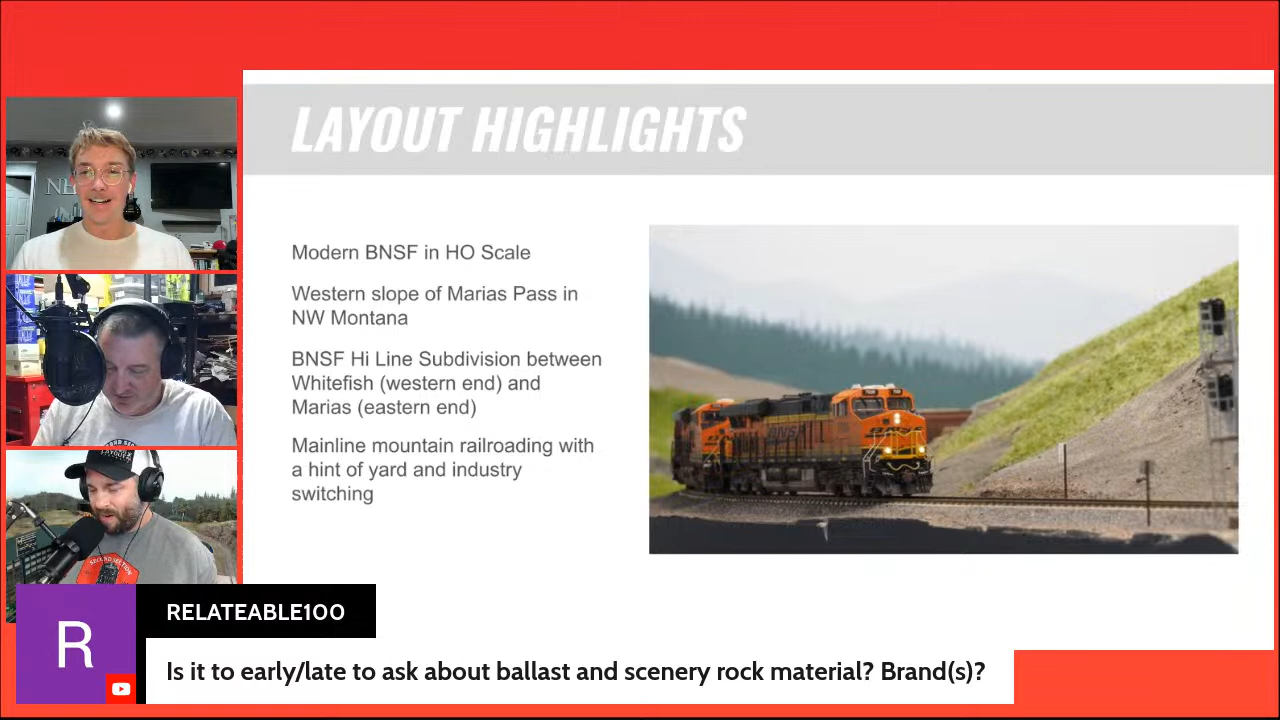 LAYOUT HIGHLIGHTS
Modern BNSF in HO Scale
Western slope of Marias Pass in
NW Montana
BNSF Hi Line Subdivision between
Whitefish (western end) and
Marias (eastern end)
Mainline mountain railroading with
a hint of yard and industry
switching
BNSF
SECOND SECTION
R
RELATEABLE100
Is it to early/late to ask about ballast and scenery rock material? Brand(s)?